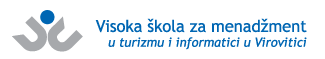 Visoka škola za menadžment
u turizmu i informatici u Virovitici